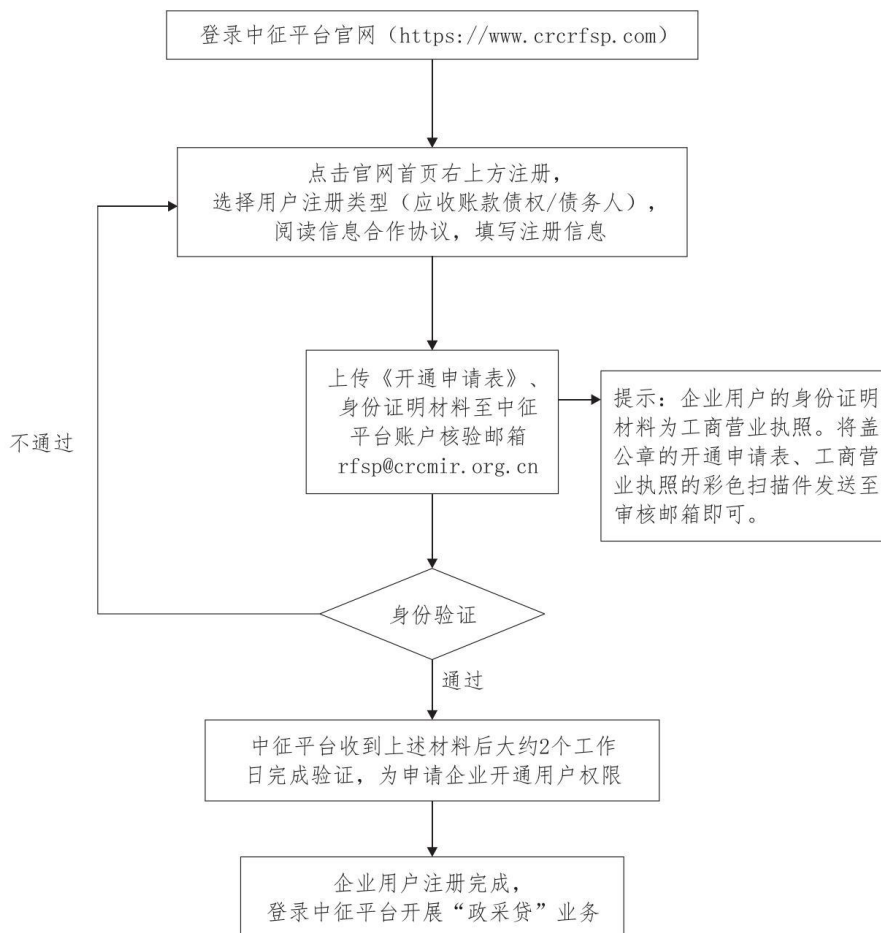 登录中征平台官网（https://www.crcrfsp.com）
点击官网首页右上方注册，
选择用户注册类型（应收账款债权/债务人），
阅读信息合作协议，填写注册信息
上传《开通申请表》、
身份证明材料至中征
平台账户核验邮箱
rfsp@crcmir.org.cn
提示：企业用户的身份证明
材料为工商营业执照。将盖
公章的开通申请表、工商营
业执照的彩色扫描件发送至
审核邮箱即可。
不通过
身份验证
通过
中征平台收到上述材料后大约2个工作
日完成验证，为申请企业开通用户权限
企业用户注册完成，
登录中征平台开展“政采贷”业务